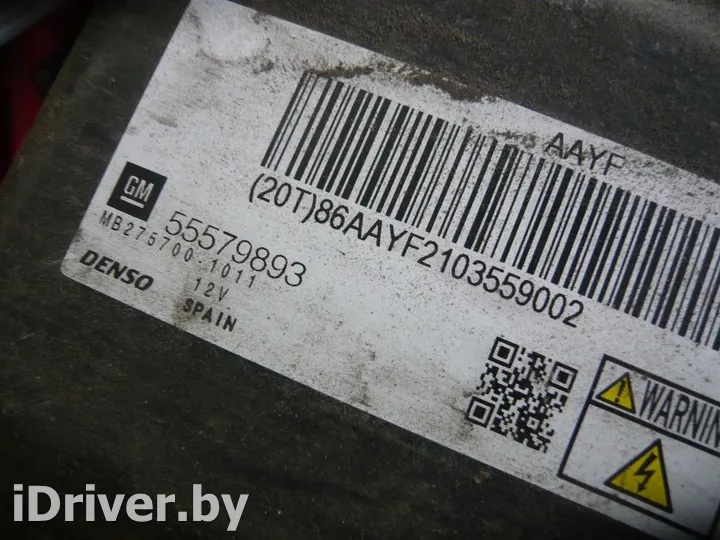 AAYF
(20T)86AAYF2103559002
GM
55579893
MB275700-1011
DENSO
12V
SPAIN
WARNIN
iDriver.by